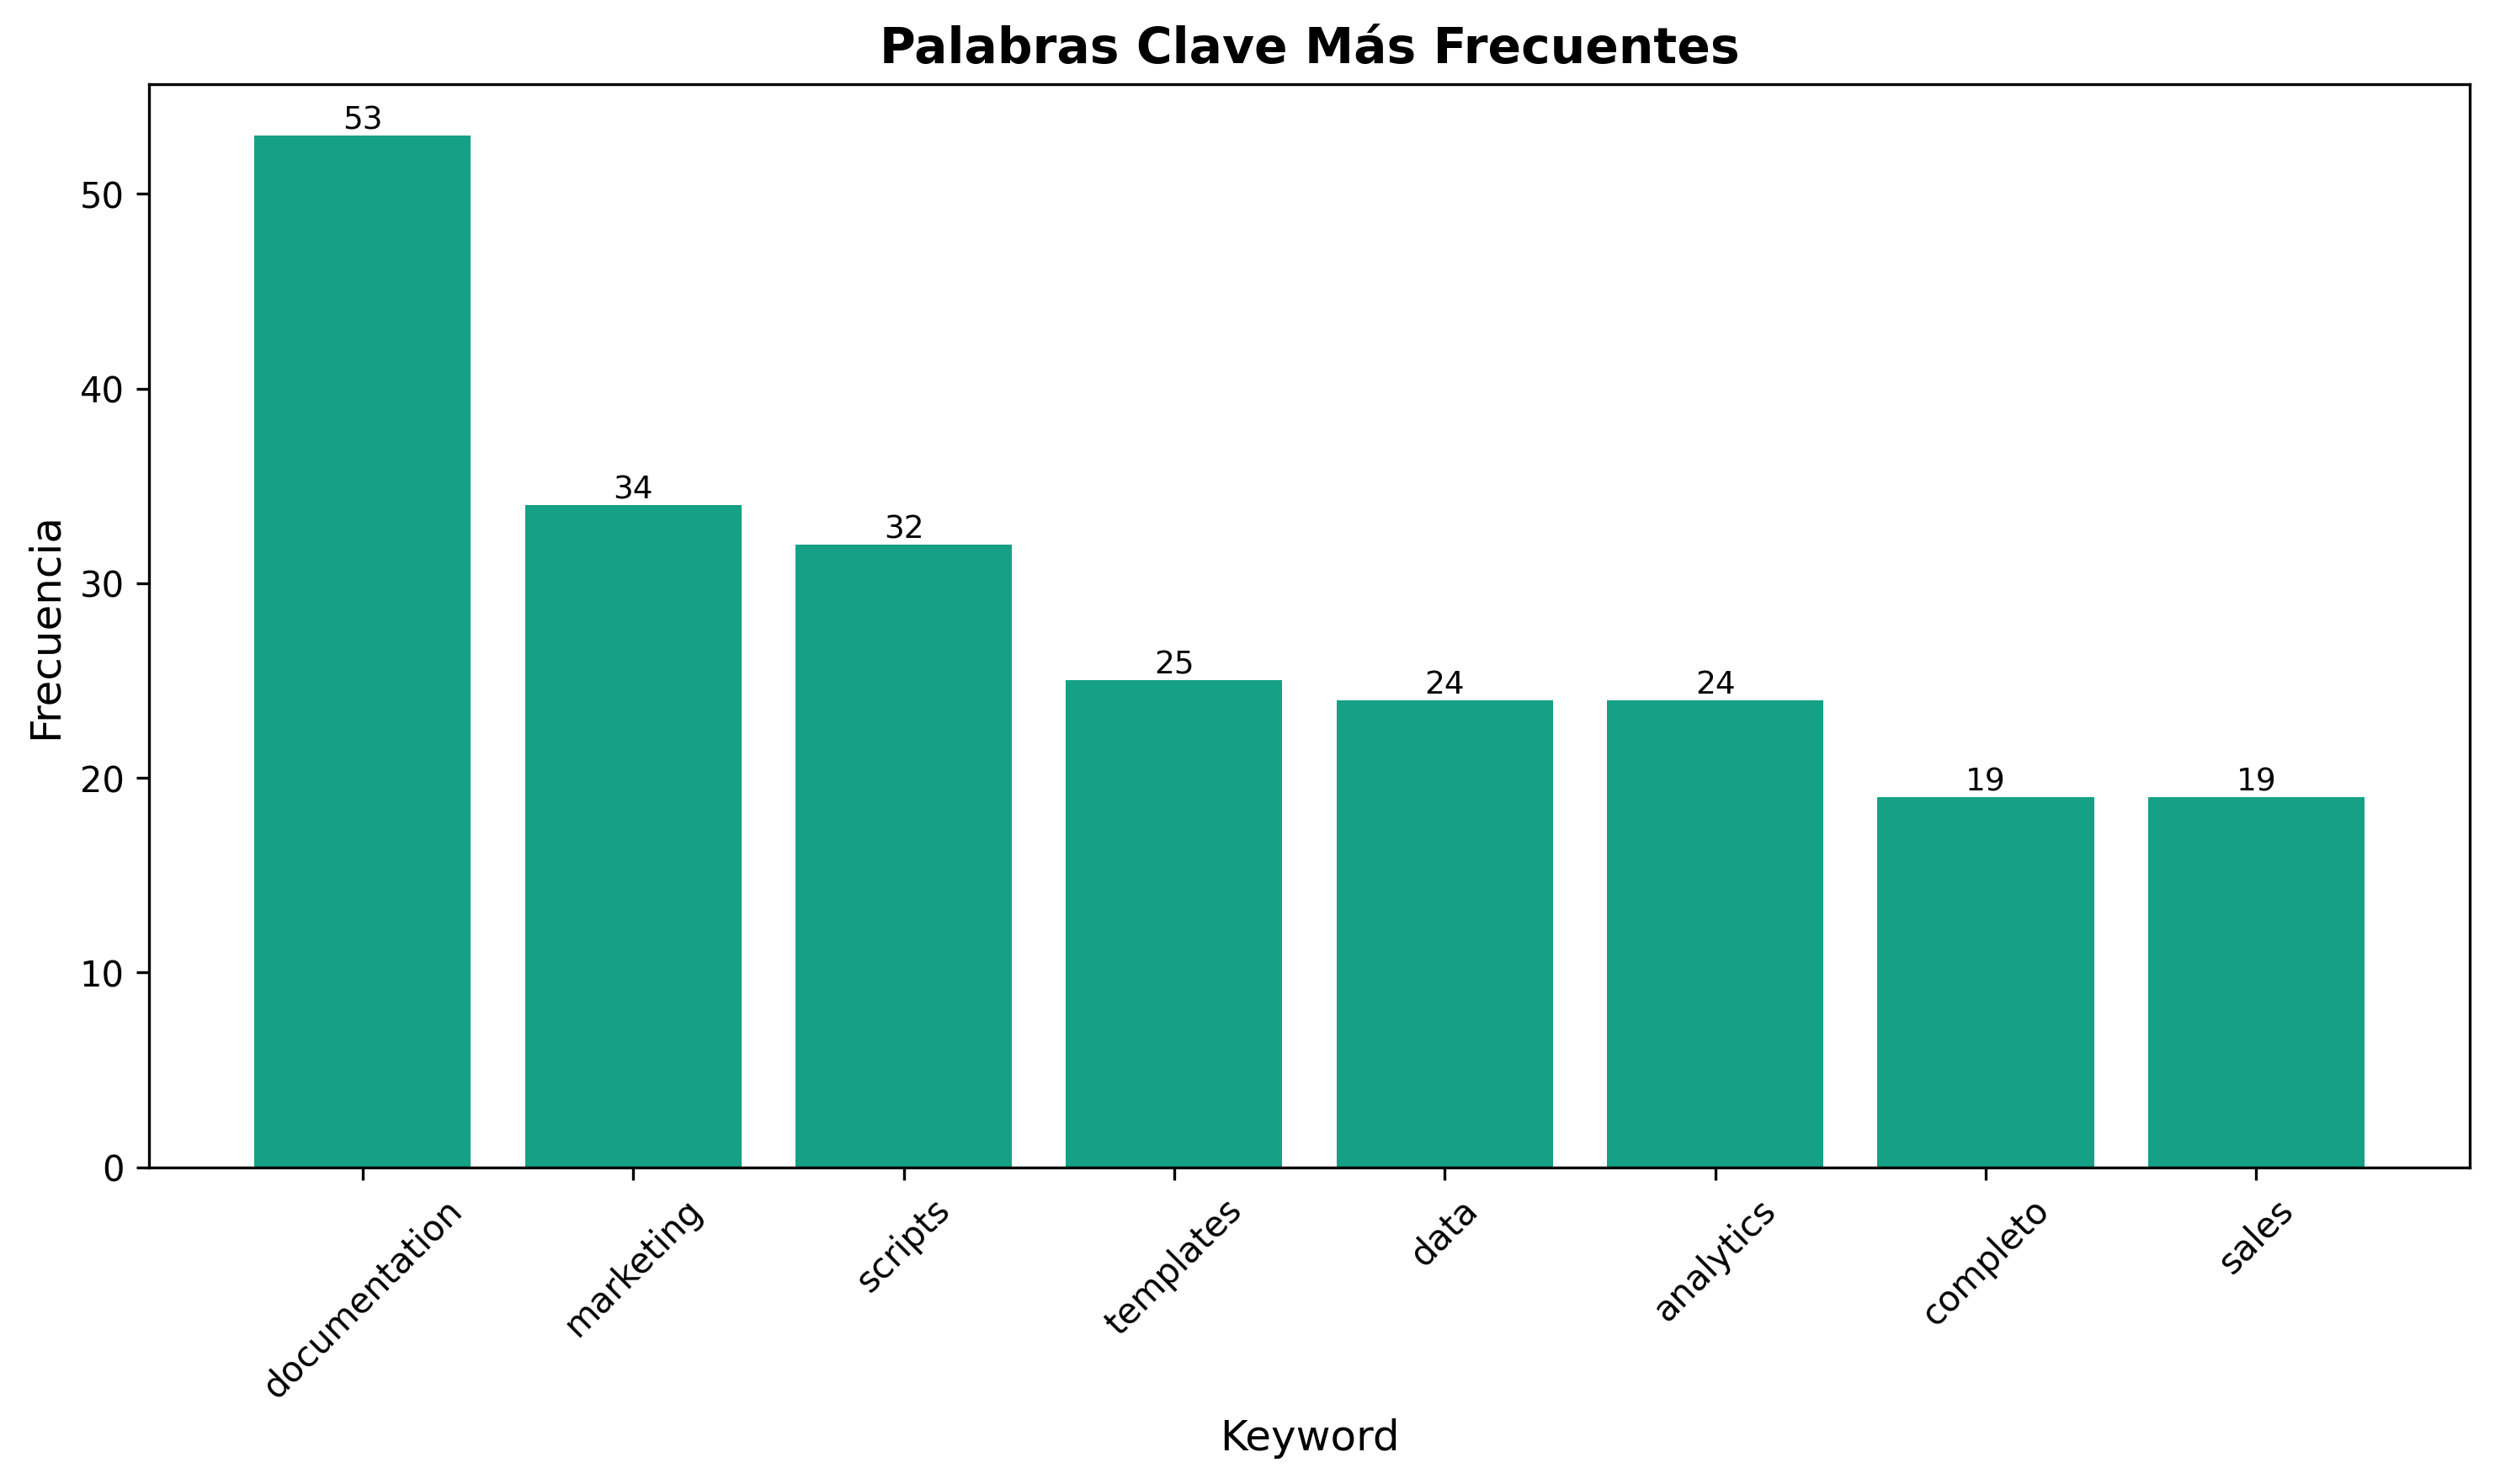 Palabras Clave Más Frecuentes
53
34
32
25
24
24
19
19
50
40
30
20
10
0
Frecuencia
documentation
marketing
scripts
templates
data
analytics
completo
sales
Keyword